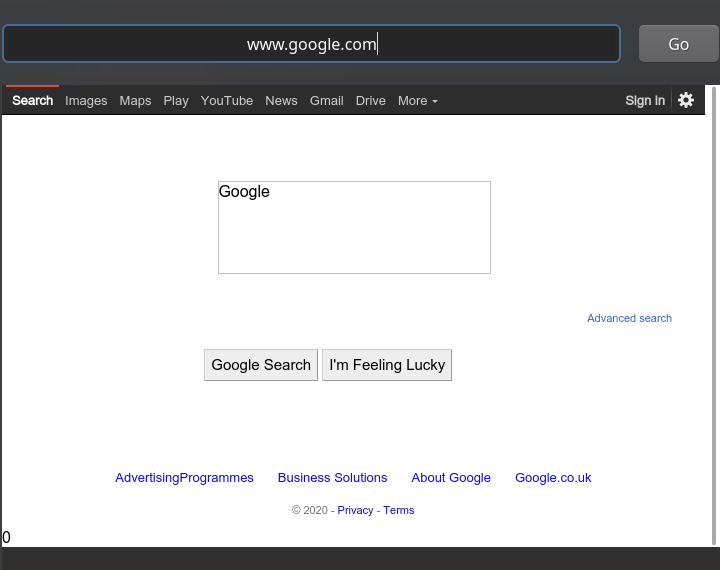 www.google.com Go
Search Images Maps Play YouTube News Gmail Drive More Sign in
Google
Advanced search
Google Search I'm Feeling Lucky
AdvertisingProgrammes Business Solutions About Google Google.co.uk
© 2020 - Privacy - Terms
0